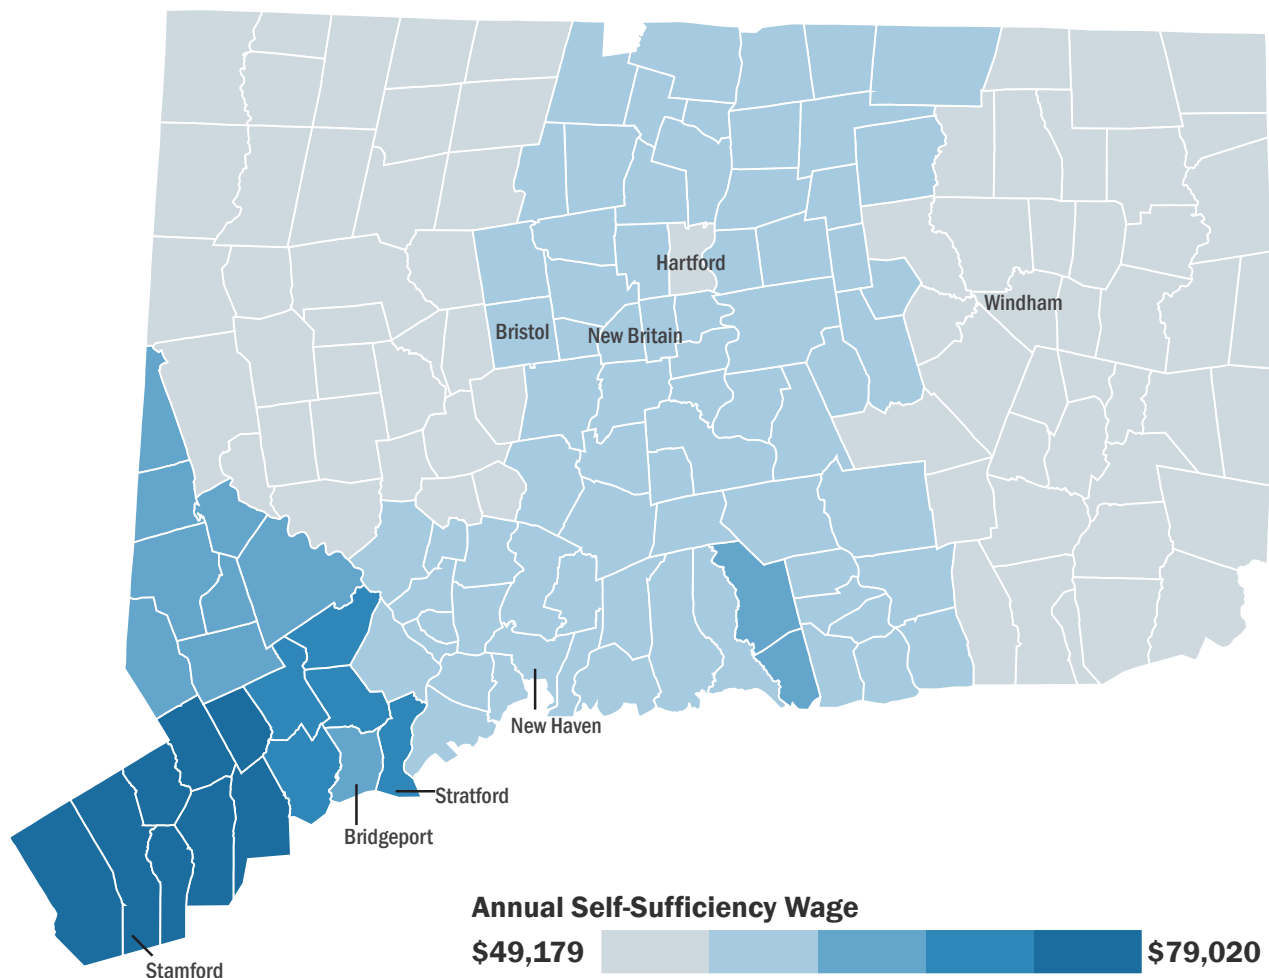 Hartford
Windham
Bristol
New Britain
New Haven
Stratford
Bridgeport
Stamford
Annual Self-Sufficiency Wage
$49,179
$79,020